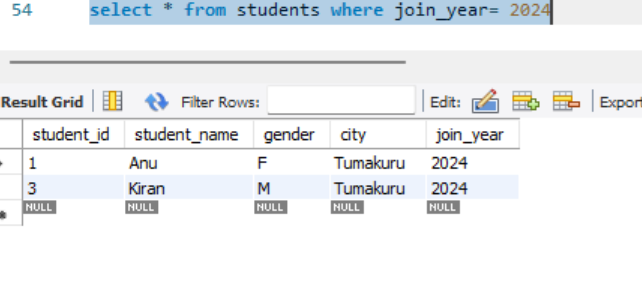 54 select * from students where join_year= 2024
Result Grid Filter Rows: Edit: Export
student_id student_name gender city join_year
1 Anu F Tumakuru 2024
3 Kiran M Tumakuru 2024
NULL NULL NULL NULL NULL